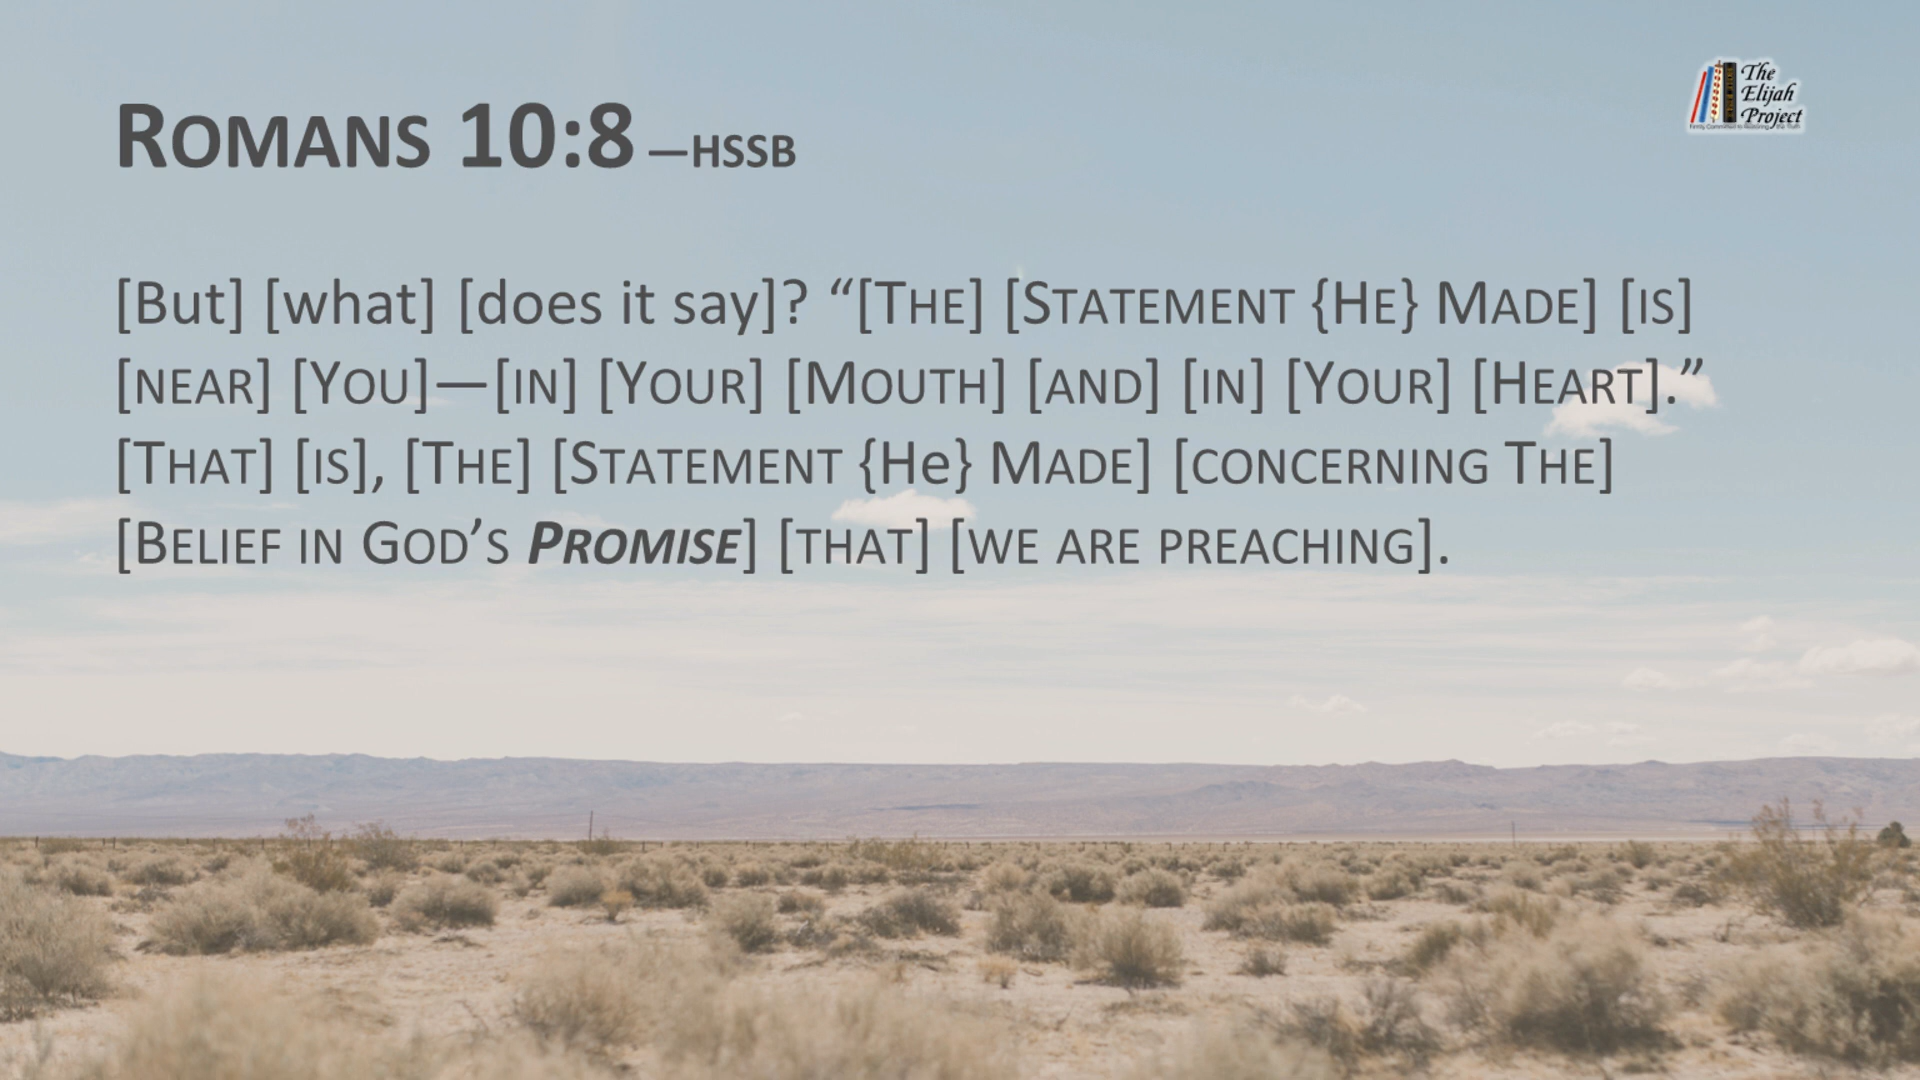 ROMANS 10:8 —HSSB
The
Elijah
Project
[But] [what] [does it say]? “[THE] [STATEMENT {HE} MADE] [IS]
[NEAR] [YOU]—[IN] [YOUR] [MOUTH] [AND] [IN] [YOUR] [HEART].”
[THAT] [IS], [THE] [STATEMENT {He} MADE] [CONCERNING THE]
[BELIEF IN GOD’S PROMISE] [THAT] [WE ARE PREACHING].